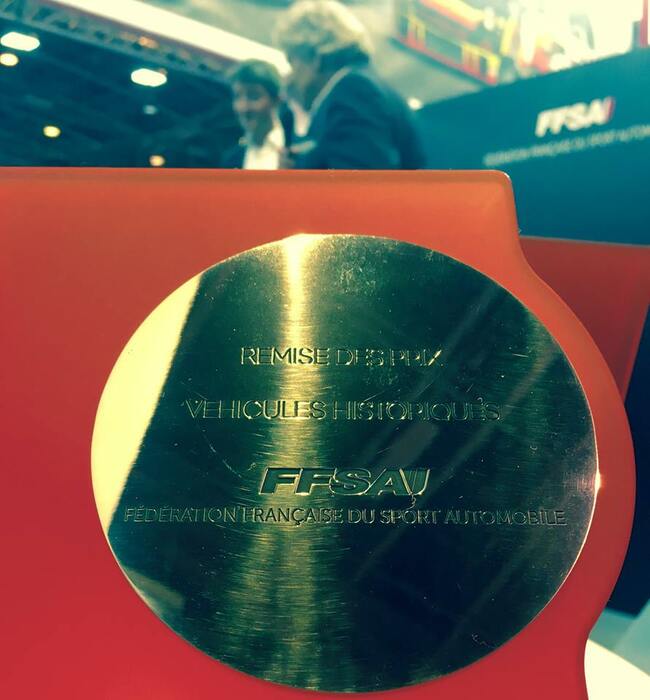 FFSA
FÉDÉRATION FRANÇAISE DU SPORT AUTOMOBILE
REMISE DES PRIX
VEHICULES HISTORIQUES
FFSA
FÉDÉRATION FRANÇAISE DU SPORT AUTOMOBILE